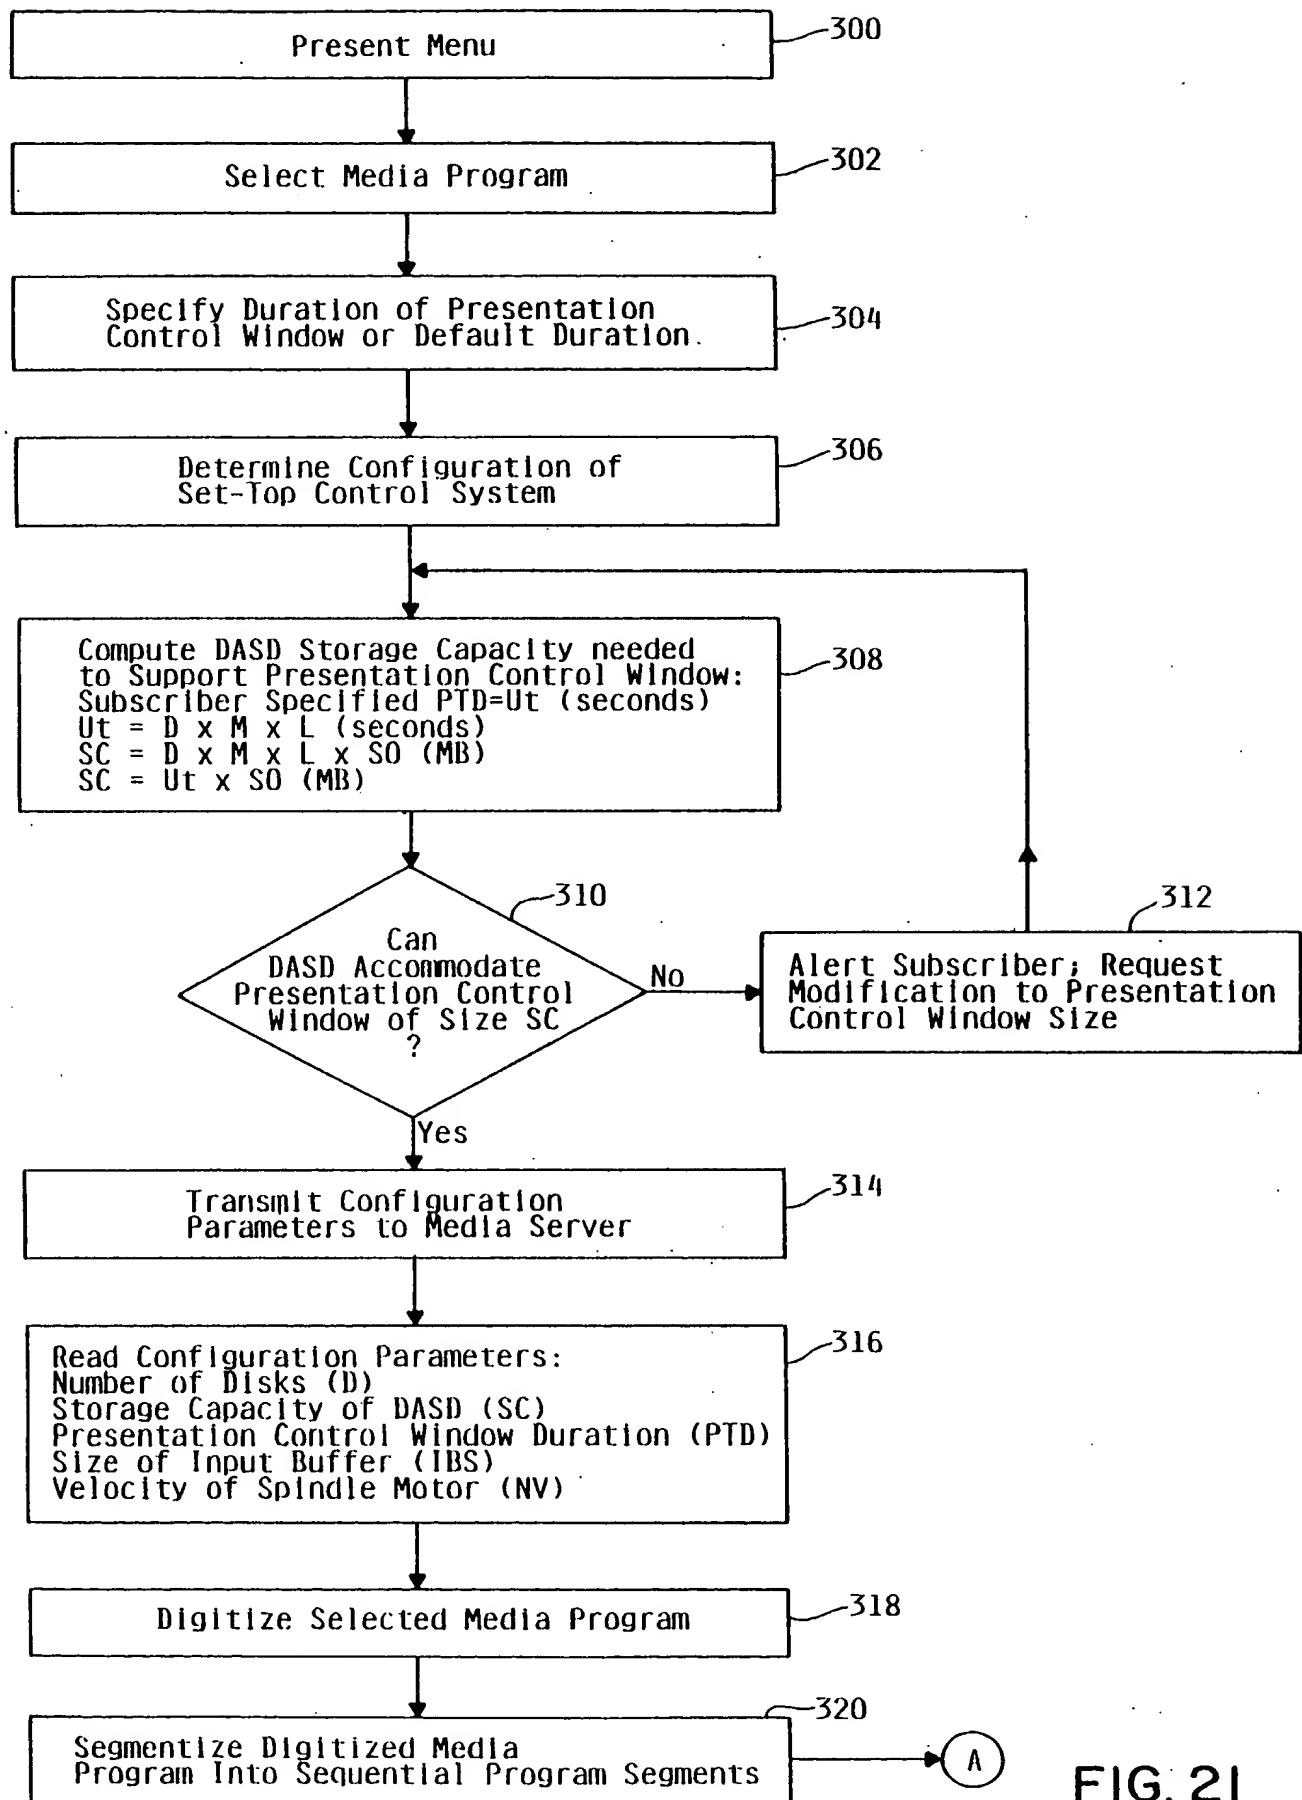 Present Menu
300
Select Media Program
302
Specify Duration of Presentation
Control Window or Default Duration
304
Determine Configuration of
Set-Top Control System
306
Compute DASD Storage Capacity needed
to Support Presentation Control Window:
Subscriber Specified PTD=Ut (seconds)
Ut = D x M x L (seconds)
SC = D x M x L x SO (MB)
SC = Ut x SO (MB)
308
Can
DASD Accommodate
Presentation Control
Window of Size SC
?
310
No
312
Alert Subscriber; Request
Modification to Presentation
Control Window Size
Yes
Transmit Configuration
Parameters to Media Server
314
Read Configuration Parameters:
Number of Disks (D)
Storage Capacity of DASD (SC)
Presentation Control Window Duration (PTD)
Size of Input Buffer (IBS)
Velocity of Spindle Motor (NV)
316
Digitize Selected Media Program
318
320
Segmentize Digitized Media
Program Into Sequential Program Segments
A
FIG. 21